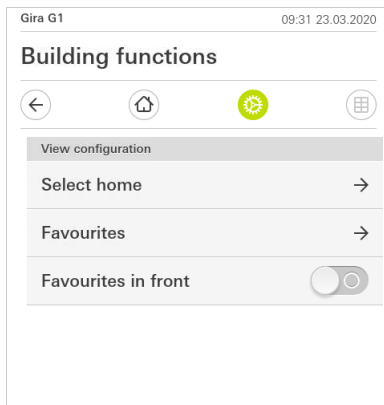 Gira G1 09:31 23.03.2020
Building functions
View configuration
Select home
Favourites
Favourites in front